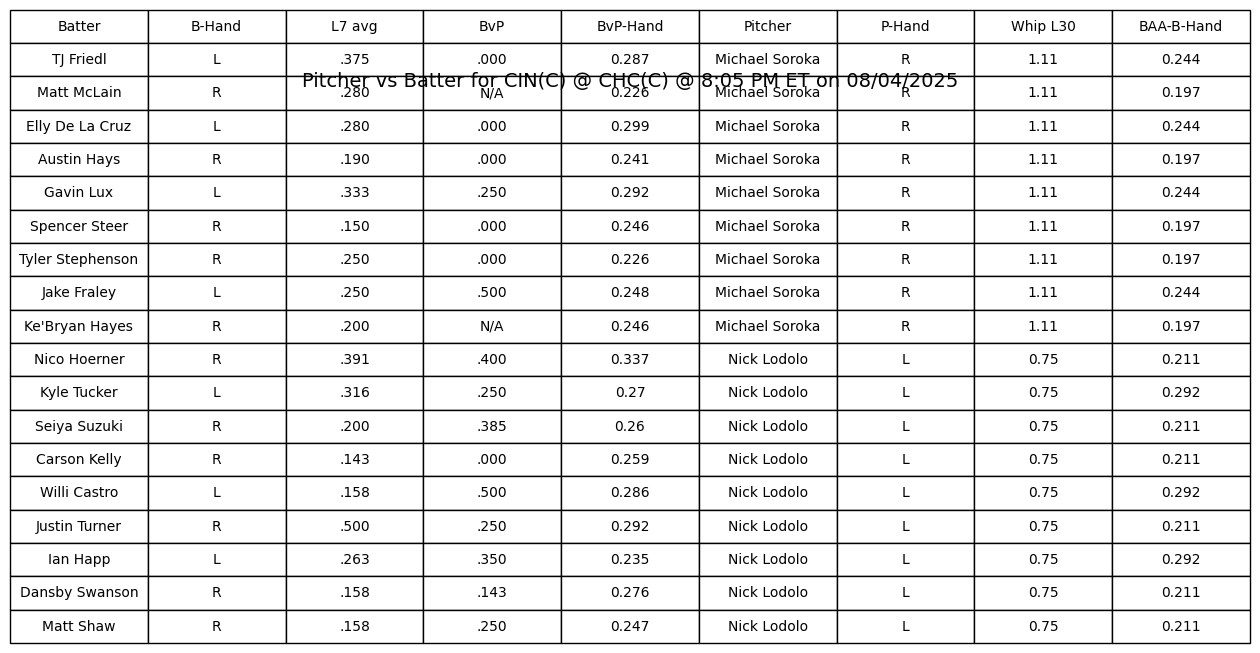 Batter B-Hand L7 avg BvP BvP-Hand Pitcher P-Hand Whip L30 BAA-B-Hand
TJ Friedl L .375 .000 0.287 Michael Soroka R 1.11 0.244
Pitcher vs Batter for CIN(C) @ CHC(C) @ 8:05 PM ET on 08/04/2025
Matt McLain R .280 N/A 0.226 Michael Soroka R 1.11 0.197
Elly De La Cruz L .280 .000 0.299 Michael Soroka R 1.11 0.244
Austin Hays R .190 .000 0.241 Michael Soroka R 1.11 0.197
Gavin Lux L .333 .250 0.292 Michael Soroka R 1.11 0.244
Spencer Steer R .150 .000 0.246 Michael Soroka R 1.11 0.197
Tyler Stephenson R .250 .000 0.226 Michael Soroka R 1.11 0.197
Jake Fraley L .250 .500 0.248 Michael Soroka R 1.11 0.244
Ke'Bryan Hayes R .200 N/A 0.246 Michael Soroka R 1.11 0.197
Nico Hoerner R .391 .400 0.337 Nick Lodolo L 0.75 0.211
Kyle Tucker L .316 .250 0.27 Nick Lodolo L 0.75 0.292
Seiya Suzuki R .200 .385 0.26 Nick Lodolo L 0.75 0.211
Carson Kelly R .143 .000 0.259 Nick Lodolo L 0.75 0.211
Willi Castro L .158 .500 0.286 Nick Lodolo L 0.75 0.292
Justin Turner R .500 .250 0.292 Nick Lodolo L 0.75 0.211
Ian Happ L .263 .350 0.235 Nick Lodolo L 0.75 0.292
Dansby Swanson R .158 .143 0.276 Nick Lodolo L 0.75 0.211
Matt Shaw R .158 .250 0.247 Nick Lodolo L 0.75 0.211